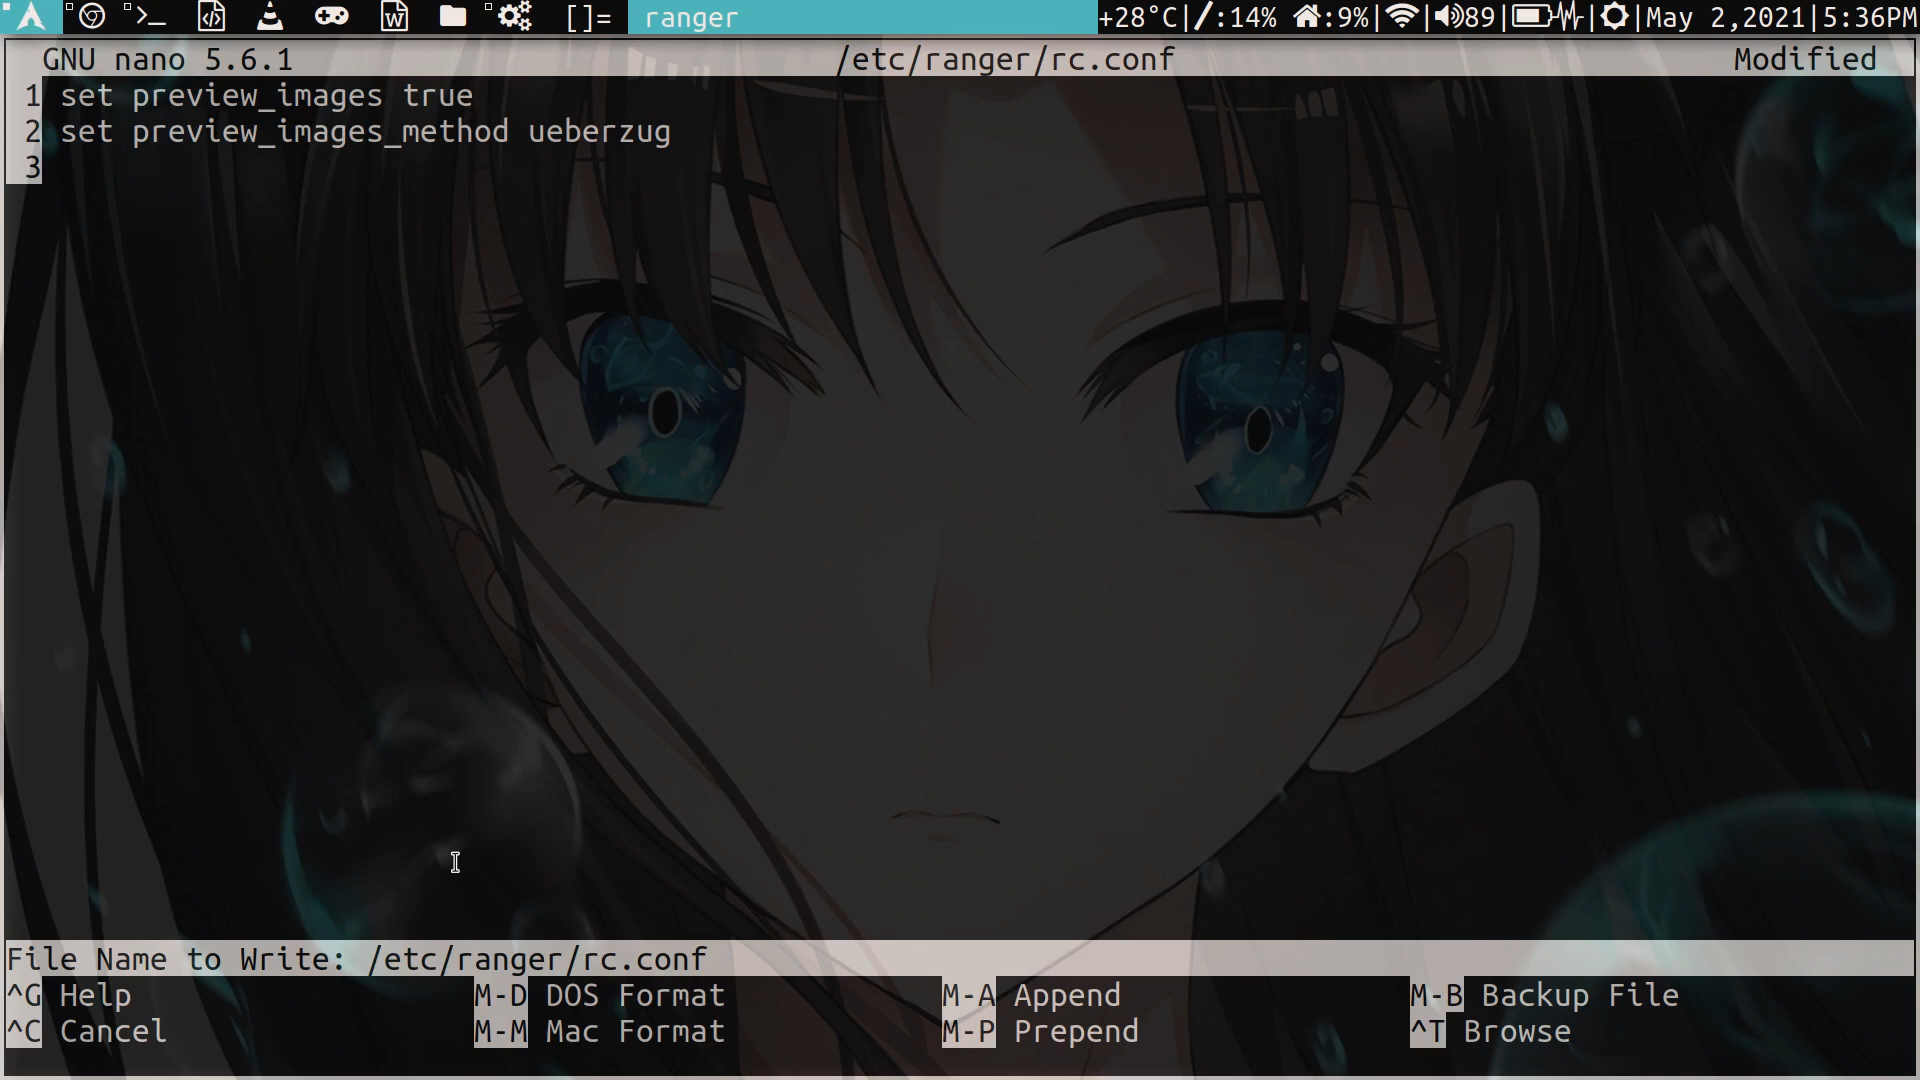 []= ranger +28°C|/:14% :9%| |89| | |May 2,2021|5:36PM
GNU nano 5.6.1 /etc/ranger/rc.conf Modified
1 set preview_images true
2 set preview_images_method ueberzug
3
File Name to Write: /etc/ranger/rc.conf
^G Help M-D DOS Format M-A Append M-B Backup File
^C Cancel M-M Mac Format M-P Prepend ^T Browse